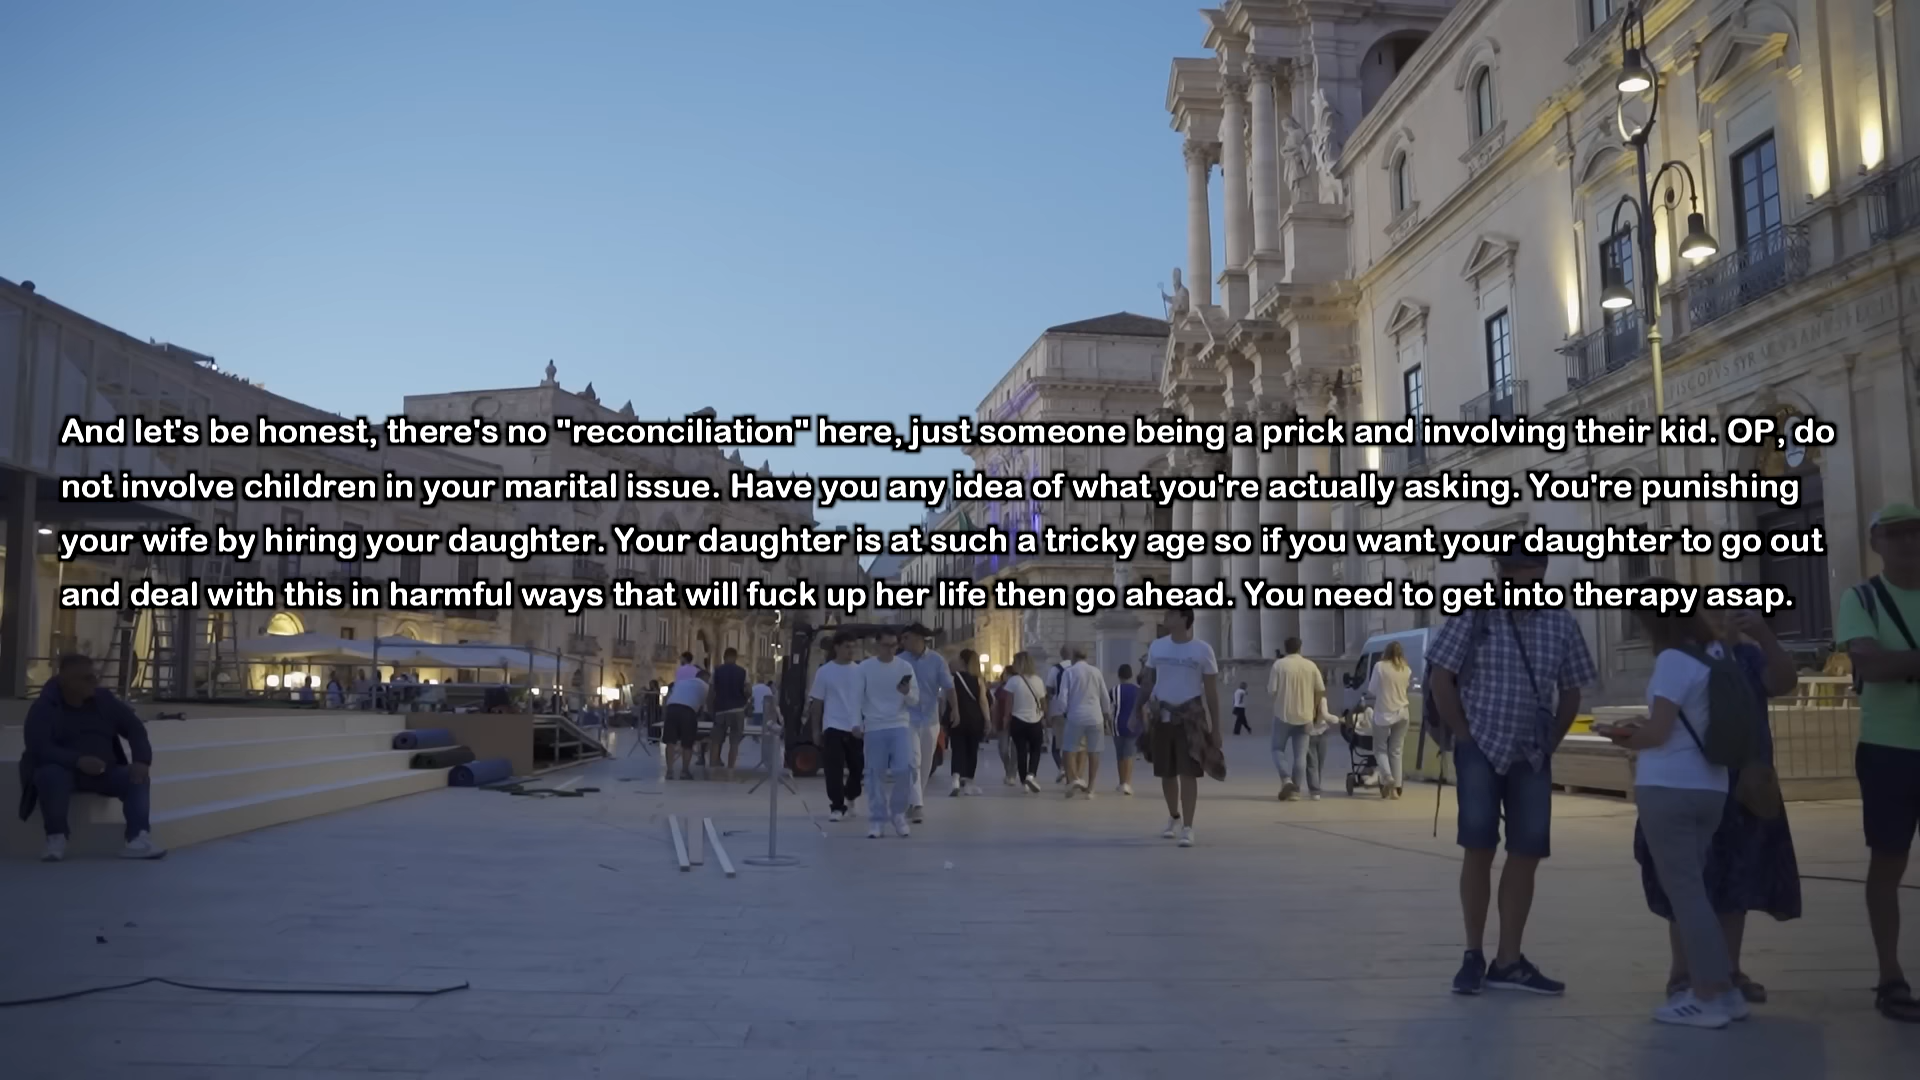 And let's be honest, there's no "reconciliation" here, just someone being a prick and involving their kid. OP, do
not involve children in your marital issue. Have you any idea of what you're actually asking. You're punishing
your wife by hiring your daughter. Your daughter is at such a tricky age so if you want your daughter to go out
and deal with this in harmful ways that will fuck up her life then go ahead. You need to get into therapy asap.